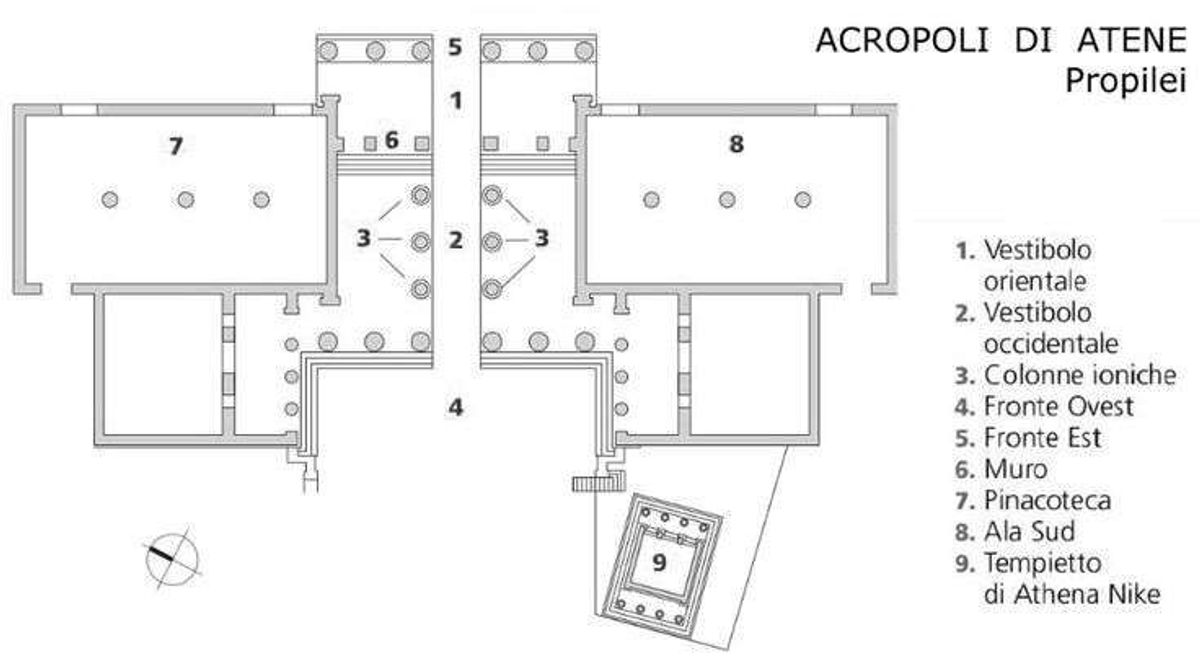 ACROPOLI DI ATENE
Propilei
5
1
6
7
8
3
2
3
4
9
1. Vestibolo
orientale
2. Vestibolo
occidentale
3. Colonne ioniche
4. Fronte Ovest
5. Fronte Est
6. Muro
7. Pinacoteca
8. Ala Sud
9. Tempietto
di Athena Nike